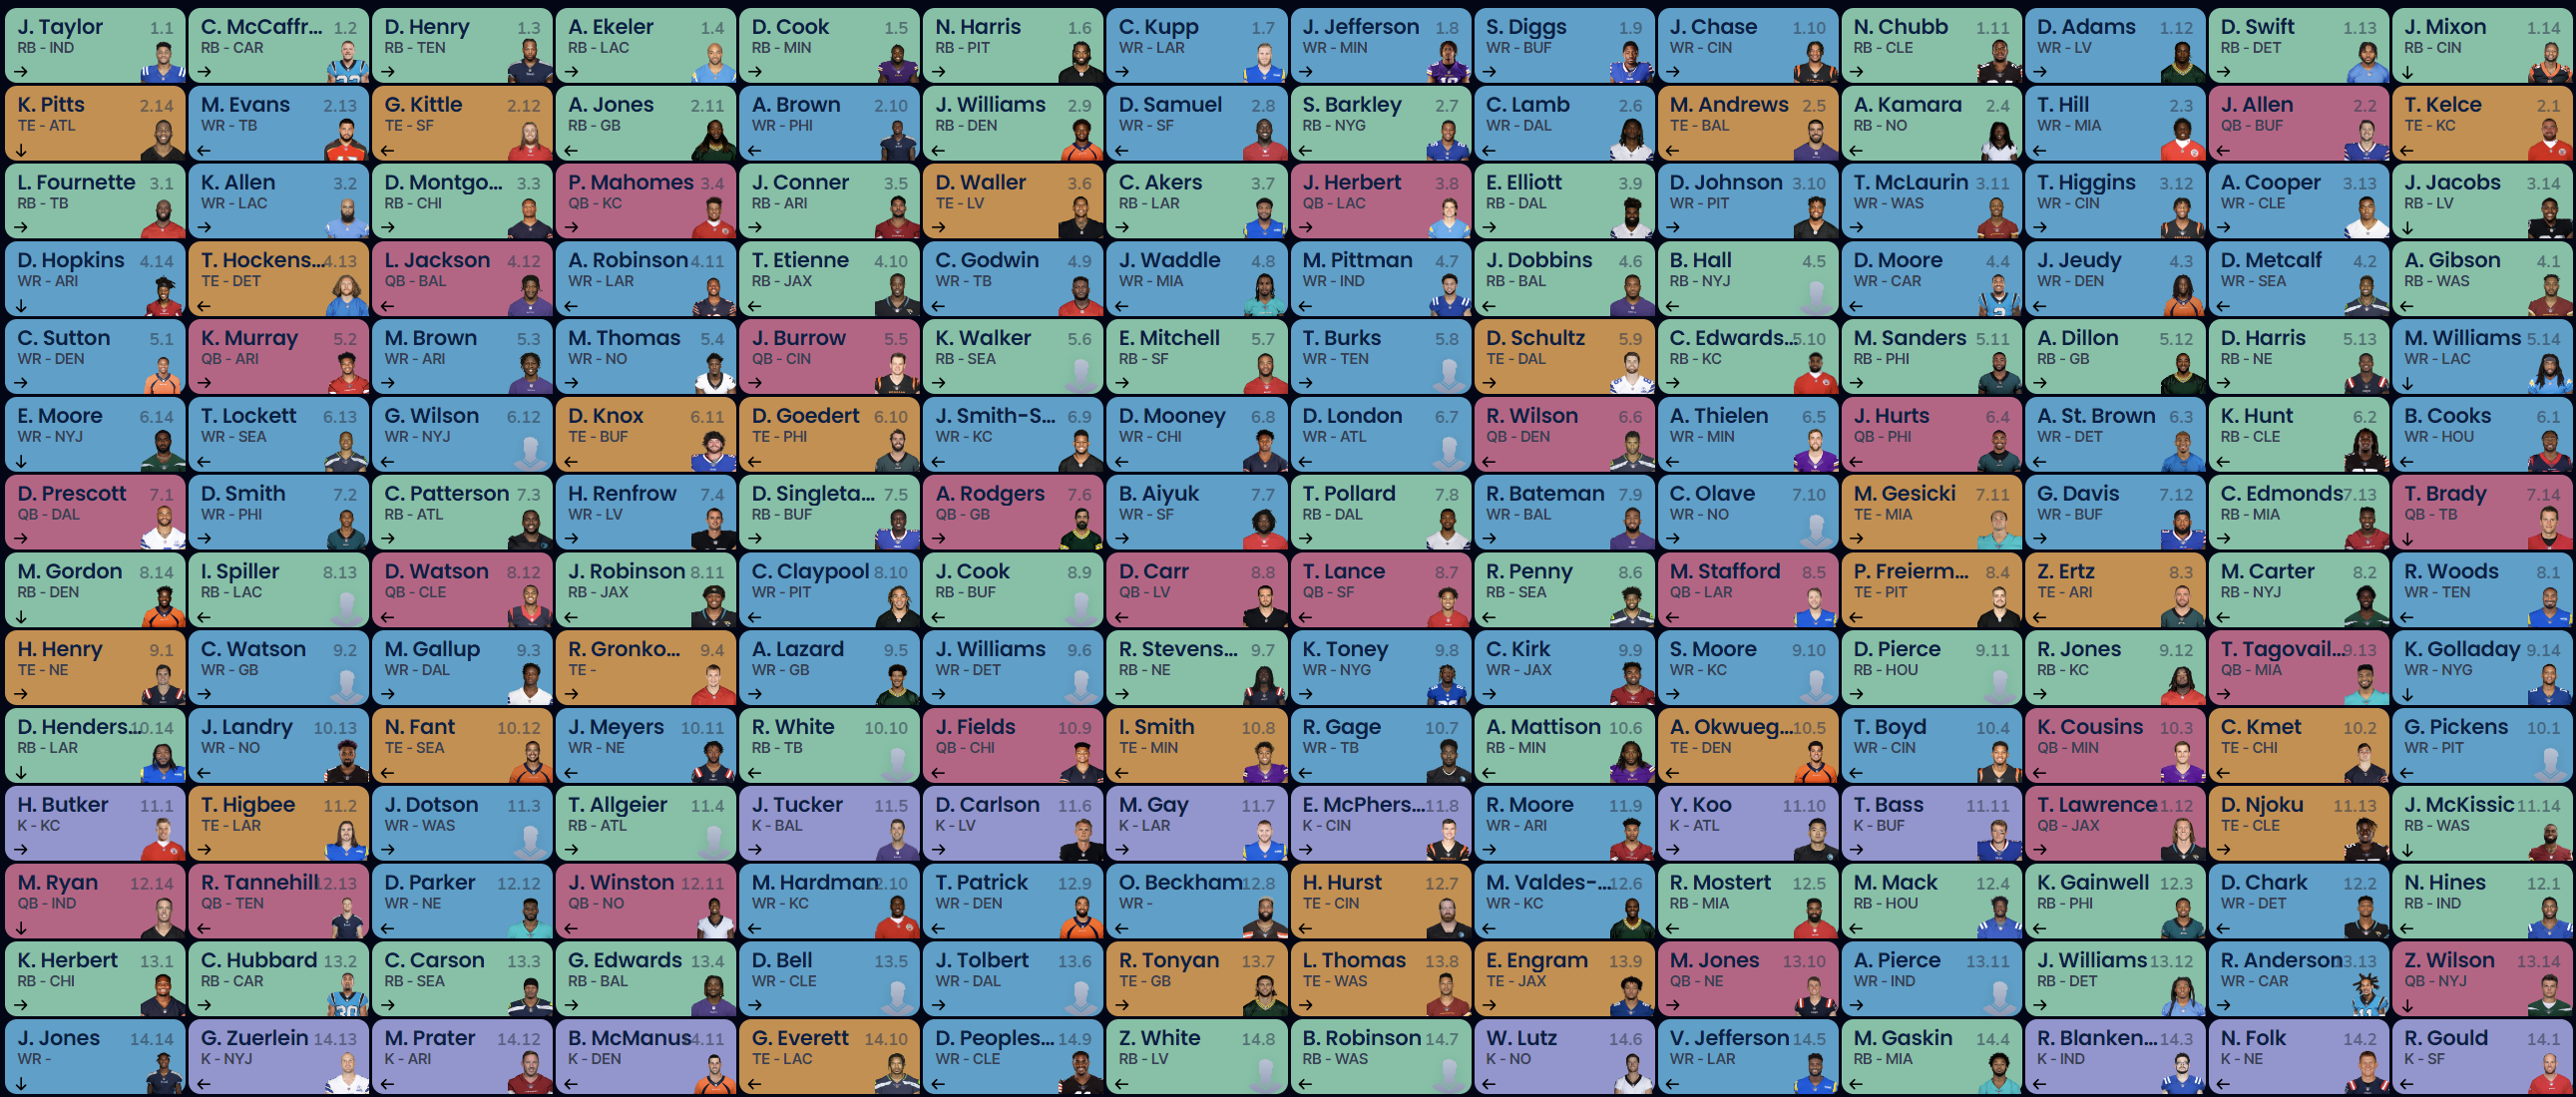 J. Taylor 1.1 C. McCaffr... 1.2 D. Henry 1.3 A. Ekeler 1.4 D. Cook 1.5 N. Harris 1.6 C. Kupp 1.7 J. Jefferson 1.8 S. Diggs 1.9 J. Chase 1.10 N. Chubb 1.11 D. Adams 1.12 D. Swift 1.13 J. Mixon 1.14
RB - IND RB - CAR RB - TEN RB - LAC RB - MIN RB - PIT WR - LAR WR - MIN WR - BUF WR - CIN RB - CLE WR - LV RB - DET RB - CIN
K. Pitts 2.14 M. Evans 2.13 G. Kittle 2.12 A. Jones 2.11 A. Brown 2.10 J. Williams 2.9 D. Samuel 2.8 S. Barkley 2.7 C. Lamb 2.6 M. Andrews 2.5 A. Kamara 2.4 T. Hill 2.3 J. Allen 2.2 T. Kelce 2.1
TE - ATL WR - TB TE - SF RB - GB WR - PHI RB - DEN WR - SF RB - NYG WR - DAL TE - BAL RB - NO WR - MIA QB - BUF TE - KC
L. Fournette 3.1 K. Allen 3.2 D. Montgo... 3.3 P. Mahomes 3.4 J. Conner 3.5 D. Waller 3.6 C. Akers 3.7 J. Herbert 3.8 E. Elliott 3.9 D. Johnson 3.10 T. McLaurin 3.11 T. Higgins 3.12 A. Cooper 3.13 J. Jacobs 3.14
RB - TB WR - LAC RB - CHI QB - KC RB - ARI TE - LV RB - LAR QB - LAC RB - DAL WR - PIT WR - WAS WR - CIN WR - CLE RB - LV
D. Hopkins 4.14 T. Hockens... 4.13 L. Jackson 4.12 A. Robinson 4.11 T. Etienne 4.10 C. Godwin 4.9 J. Waddle 4.8 M. Pittman 4.7 J. Dobbins 4.6 B. Hall 4.5 D. Moore 4.4 J. Jeudy 4.3 D. Metcalf 4.2 A. Gibson 4.1
WR - ARI TE - DET QB - BAL WR - LAR RB - JAX WR - TB WR - MIA WR - IND RB - BAL RB - NYJ WR - CAR WR - DEN WR - SEA RB - WAS
C. Sutton 5.1 K. Murray 5.2 M. Brown 5.3 M. Thomas 5.4 J. Burrow 5.5 K. Walker 5.6 E. Mitchell 5.7 T. Burks 5.8 D. Schultz 5.9 C. Edwards... 5.10 M. Sanders 5.11 A. Dillon 5.12 D. Harris 5.13 M. Williams 5.14
WR - DEN QB - ARI WR - ARI WR - NO QB - CIN RB - SEA RB - SF WR - TEN TE - DAL RB - KC RB - PHI RB - GB RB - NE WR - LAC
E. Moore 6.14 T. Lockett 6.13 G. Wilson 6.12 D. Knox 6.11 D. Goedert 6.10 J. Smith-S... 6.9 D. Mooney 6.8 D. London 6.7 R. Wilson 6.6 A. Thielen 6.5 J. Hurts 6.4 A. St. Brown 6.3 K. Hunt 6.2 B. Cooks 6.1
WR - NYJ WR - SEA WR - NYJ TE - BUF TE - PHI WR - KC WR - CHI WR - ATL QB - DEN WR - MIN QB - PHI WR - DET RB - CLE WR - HOU
D. Prescott 7.1 D. Smith 7.2 C. Patterson 7.3 H. Renfrow 7.4 D. Singleta... 7.5 A. Rodgers 7.6 B. Aiyuk 7.7 T. Pollard 7.8 R. Bateman 7.9 C. Olave 7.10 M. Gesicki 7.11 G. Davis 7.12 C. Edmonds 7.13 T. Brady 7.14
QB - DAL WR - PHI RB - ATL WR - LV RB - BUF QB - GB WR - SF RB - DAL WR - BAL WR - NO TE - MIA WR - BUF RB - MIA QB - TB
M. Gordon 8.14 I. Spiller 8.13 D. Watson 8.12 J. Robinson 8.11 C. Claypool 8.10 J. Cook 8.9 D. Carr 8.8 T. Lance 8.7 R. Penny 8.6 M. Stafford 8.5 P. Freierm... 8.4 Z. Ertz 8.3 M. Carter 8.2 R. Woods 8.1
RB - DEN RB - LAC QB - CLE RB - JAX WR - PIT RB - BUF QB - LV QB - SF RB - SEA QB - LAR TE - PIT TE - ARI RB - NYJ WR - TEN
H. Henry 9.1 C. Watson 9.2 M. Gallup 9.3 R. Gronko... 9.4 A. Lazard 9.5 J. Williams 9.6 R. Stevens... 9.7 K. Toney 9.8 C. Kirk 9.9 S. Moore 9.10 D. Pierce 9.11 R. Jones 9.12 T. Tagovail... 9.13 K. Golladay 9.14
TE - NE WR - GB WR - DAL TE - WR - GB WR - DET RB - NE WR - NYG WR - JAX WR - KC RB - HOU RB - KC QB - MIA WR - NYG
D. Henders... 10.14 J. Landry 10.13 N. Fant 10.12 J. Meyers 10.11 R. White 10.10 J. Fields 10.9 I. Smith 10.8 R. Gage 10.7 A. Mattison 10.6 A. Okwueg... 10.5 T. Boyd 10.4 K. Cousins 10.3 C. Kmet 10.2 G. Pickens 10.1
RB - LAR WR - NO TE - SEA WR - NE RB - TB QB - CHI TE - MIN WR - TB RB - MIN TE - DEN WR - CIN QB - MIN TE - CHI WR - PIT
H. Butker 11.1 T. Higbee 11.2 J. Dotson 11.3 T. Allgeier 11.4 J. Tucker 11.5 D. Carlson 11.6 M. Gay 11.7 E. McPhers... 11.8 R. Moore 11.9 Y. Koo 11.10 T. Bass 11.11 T. Lawrence 11.12 D. Njoku 11.13 J. McKissic 11.14
K - KC TE - LAR WR - WAS RB - ATL K - BAL K - LV K - LAR K - CIN WR - ARI K - ATL K - BUF QB - JAX TE - CLE RB - WAS
M. Ryan 12.14 R. Tannehill 12.13 D. Parker 12.12 J. Winston 12.11 M. Hardman 12.10 T. Patrick 12.9 O. Beckham 12.8 H. Hurst 12.7 M. Valdes-... 12.6 R. Mostert 12.5 M. Mack 12.4 K. Gainwell 12.3 D. Chark 12.2 N. Hines 12.1
QB - IND QB - TEN WR - NE QB - NO WR - KC WR - DEN WR - TE - CIN WR - KC RB - MIA RB - HOU RB - PHI WR - DET RB - IND
K. Herbert 13.1 C. Hubbard 13.2 C. Carson 13.3 G. Edwards 13.4 D. Bell 13.5 J. Tolbert 13.6 R. Tonyan 13.7 L. Thomas 13.8 E. Engram 13.9 M. Jones 13.10 A. Pierce 13.11 J. Williams 13.12 R. Anderson 13.13 Z. Wilson 13.14
RB - CHI RB - CAR RB - SEA RB - BAL WR - CLE WR - DAL TE - GB TE - WAS TE - JAX QB - NE WR - IND RB - DET WR - CAR QB - NYJ
J. Jones 14.14 G. Zuerlein 14.13 M. Prater 14.12 B. McManus 14.11 G. Everett 14.10 D. Peoples... 14.9 Z. White 14.8 B. Robinson 14.7 W. Lutz 14.6 V. Jefferson 14.5 M. Gaskin 14.4 R. Blanken... 14.3 N. Folk 14.2 R. Gould 14.1
WR - K - NYJ K - ARI K - DEN TE - LAC WR - CLE RB - LV RB - WAS K - NO WR - LAR RB - MIA K - IND K - NE K - SF